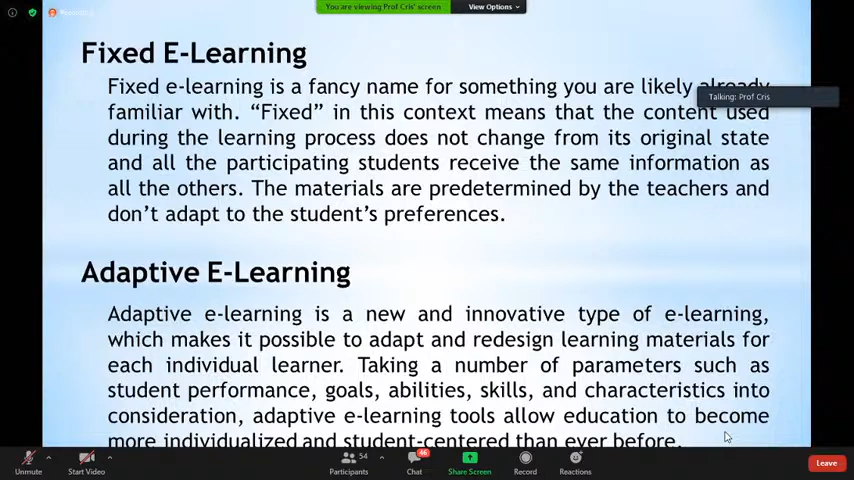 Recording
You are viewing Prof Cris' screen
View Options
Talking: Prof Cris
Fixed E-Learning
Fixed e-learning is a fancy name for something you are likely already
familiar with. “Fixed” in this context means that the content used
during the learning process does not change from its original state
and all the participating students receive the same information as
all the others. The materials are predetermined by the teachers and
don’t adapt to the student’s preferences.
Adaptive E-Learning
Adaptive e-learning is a new and innovative type of e-learning,
which makes it possible to adapt and redesign learning materials for
each individual learner. Taking a number of parameters such as
student performance, goals, abilities, skills, and characteristics into
consideration, adaptive e-learning tools allow education to become
more individualized and student-centered than ever before.
Unmute
Start Video
54
Participants
46
Chat
Share Screen
Record
Reactions
Leave